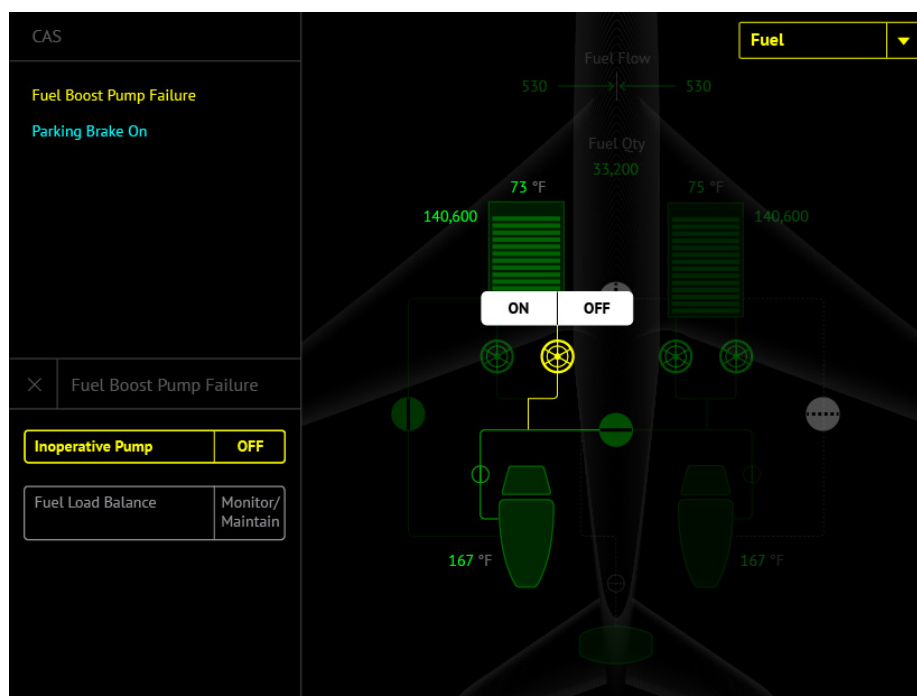 CAS
Fuel
Fuel Flow
530
530
Fuel Boost Pump Failure
Parking Brake On
Fuel Qty
33,200
73 °F
75 °F
140,600
140,600
ON
OFF
Fuel Boost Pump Failure
Inoperative Pump
OFF
Fuel Load Balance
Monitor/
Maintain
167 °F
167 °F